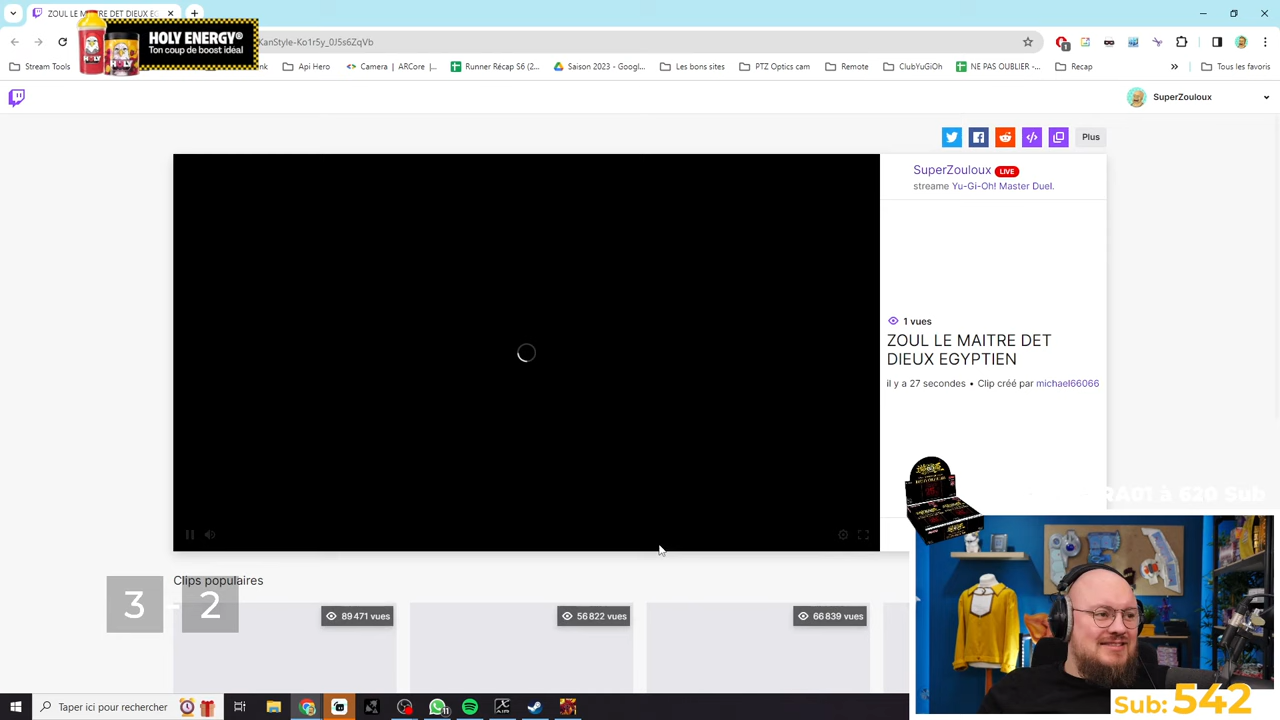 ZOUL LE MAITRE DET DIEUX EG
HOLY ENERGY®
Ton coup de boost idéal
KanStyle-Ko1r5y_0J5s6ZqVb
Stream Tools
Api Hero
Camera | ARCore |...
Runner Récap S6 (2...
Saison 2023 - Googl...
Les bons sites
PTZ Optics cam
Remote
ClubYuGiOh
NE PAS OUBLIER -...
Recap
Tous les favoris
SuperZouloux
Plus
SuperZouloux LIVE
streame Yu-Gi-Oh! Master Duel.
1 vues
ZOUL LE MAITRE DET
DIEUX EGYPTIEN
il y a 27 secondes • Clip créé par michael66066
RA01 à 620 Sub
Clips populaires
3 - 2
89 471 vues
56 822 vues
66 839 vues
Taper ici pour rechercher
Sub: 542